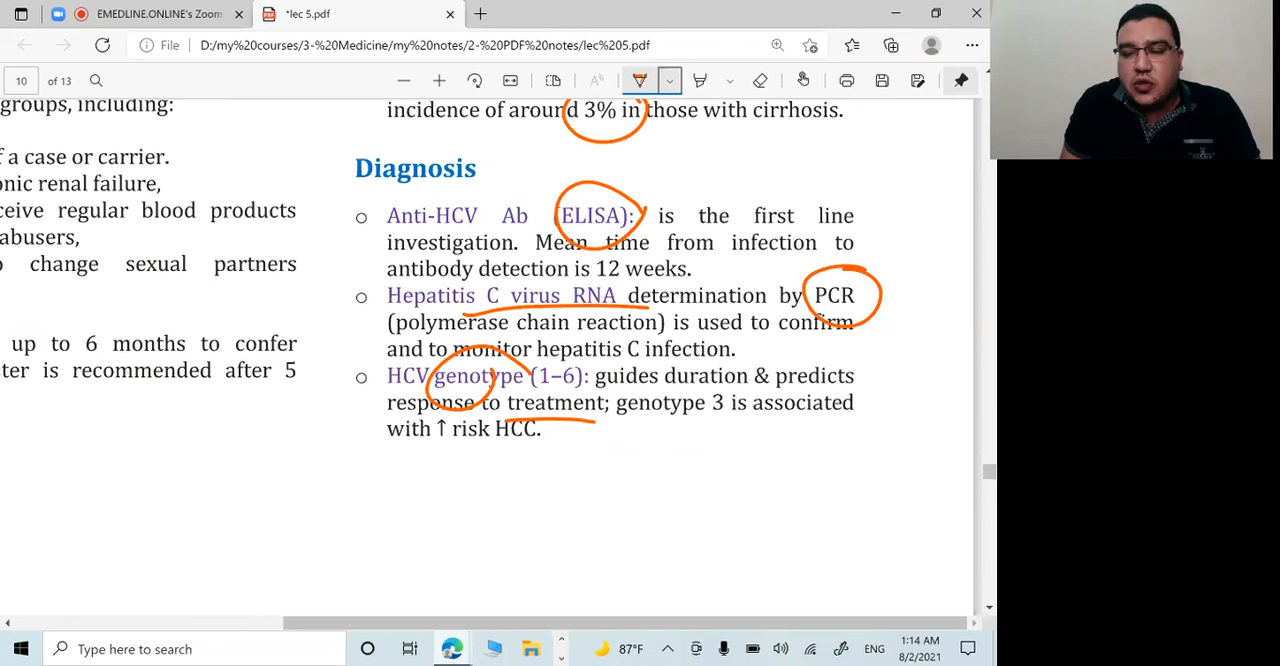 EMEDLINE.ONLINE's Zoom
*lec 5.pdf
File
D:/my%20courses/3-%20Medicine/my%20notes/2-%20PDF%20notes/lec%205.pdf
10 of 13
groups, including:
f a case or carrier.
onic renal failure,
ceive regular blood products
abusers,
o change sexual partners
up to 6 months to confer
ster is recommended after 5
incidence of around 3% in those with cirrhosis.
Diagnosis
Anti-HCV Ab (ELISA): is the first line
investigation. Mean time from infection to
antibody detection is 12 weeks.
Hepatitis C virus RNA determination by PCR
(polymerase chain reaction) is used to confirm
and to monitor hepatitis C infection.
HCV genotype (1–6): guides duration & predicts
response to treatment; genotype 3 is associated
with ↑ risk HCC.
Type here to search
87°F
ENG
1:14 AM
8/2/2021